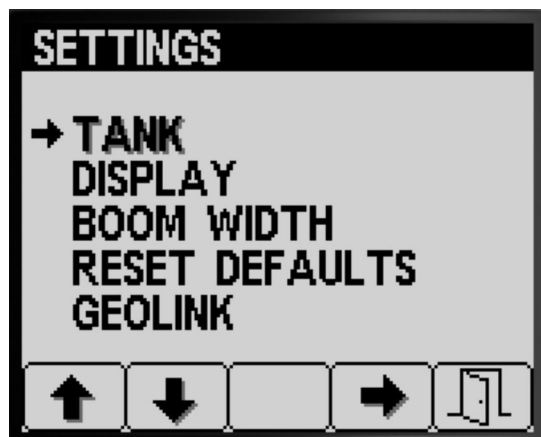 SETTINGS
TANK
DISPLAY
BOOM WIDTH
RESET DEFAULTS
GEOLINK